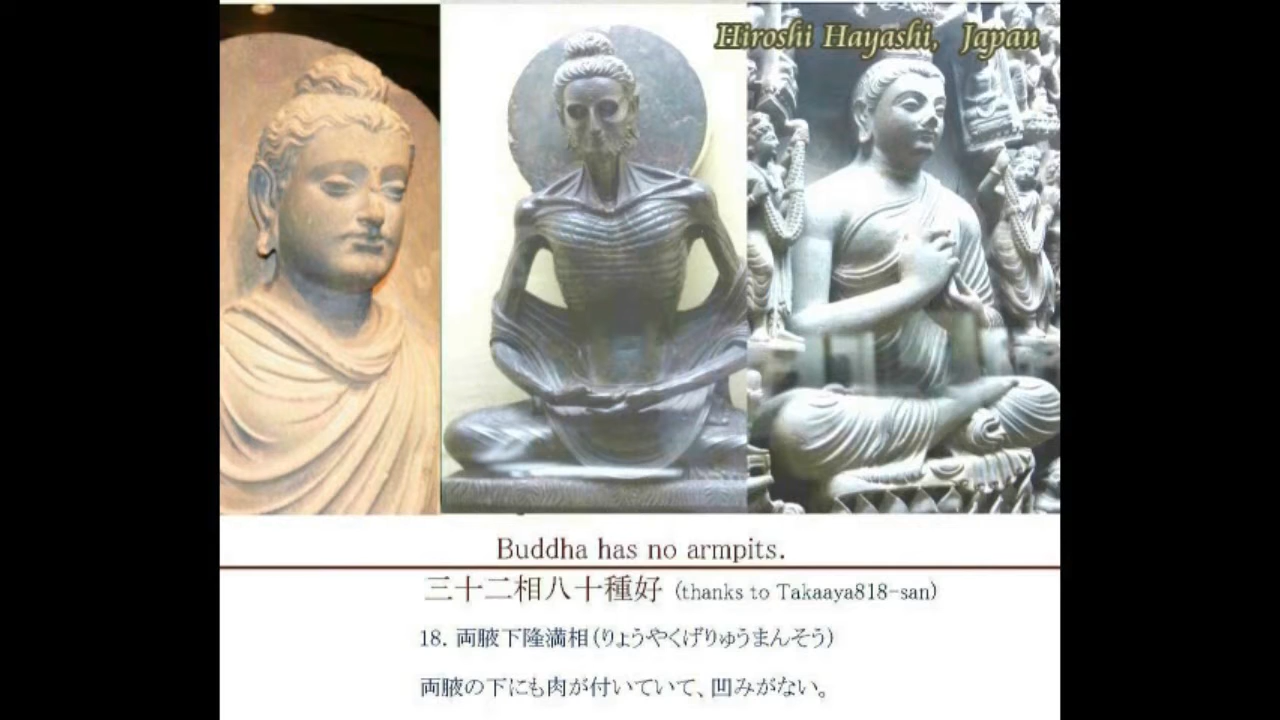 Hiroshi Hayashi, Japan
Buddha has no armpits.
三十二相八十種好 (thanks to Takaaya818-san)
18. 両腋下隆満相(りょうやくげりゅうまんそう)
両腋の下にも肉が付いていて、凹みがない。